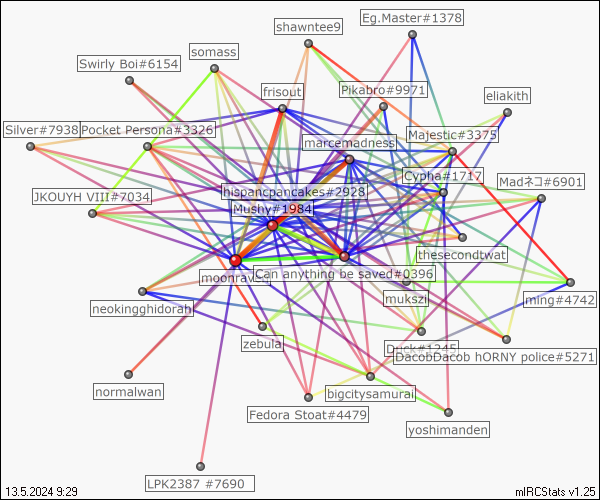 Eg.Master#1378
shawntee9
somass
Swirly Boi#6154
frisout
Pikabro#9971
eliakith
Silver#7938
Pocket Persona#3326
marcemadness
Majestic#3375
Cypha#1717
Madネコ#6901
JKOUYH VIII#7034
hispancpancakes#2928
Mushy#1984
thesecondtwat
moonrav
Can anything be saved#0396
mukszi
ming#4742
neokingghidorah
zebula
Duck#1245
DacobDacob hORNY police#5271
normalwan
bigcitysamurai
Fedora Stoat#4479
yoshimanden
LPK2387 #7690
13.5.2024 9:29
mIRCStats v1.25